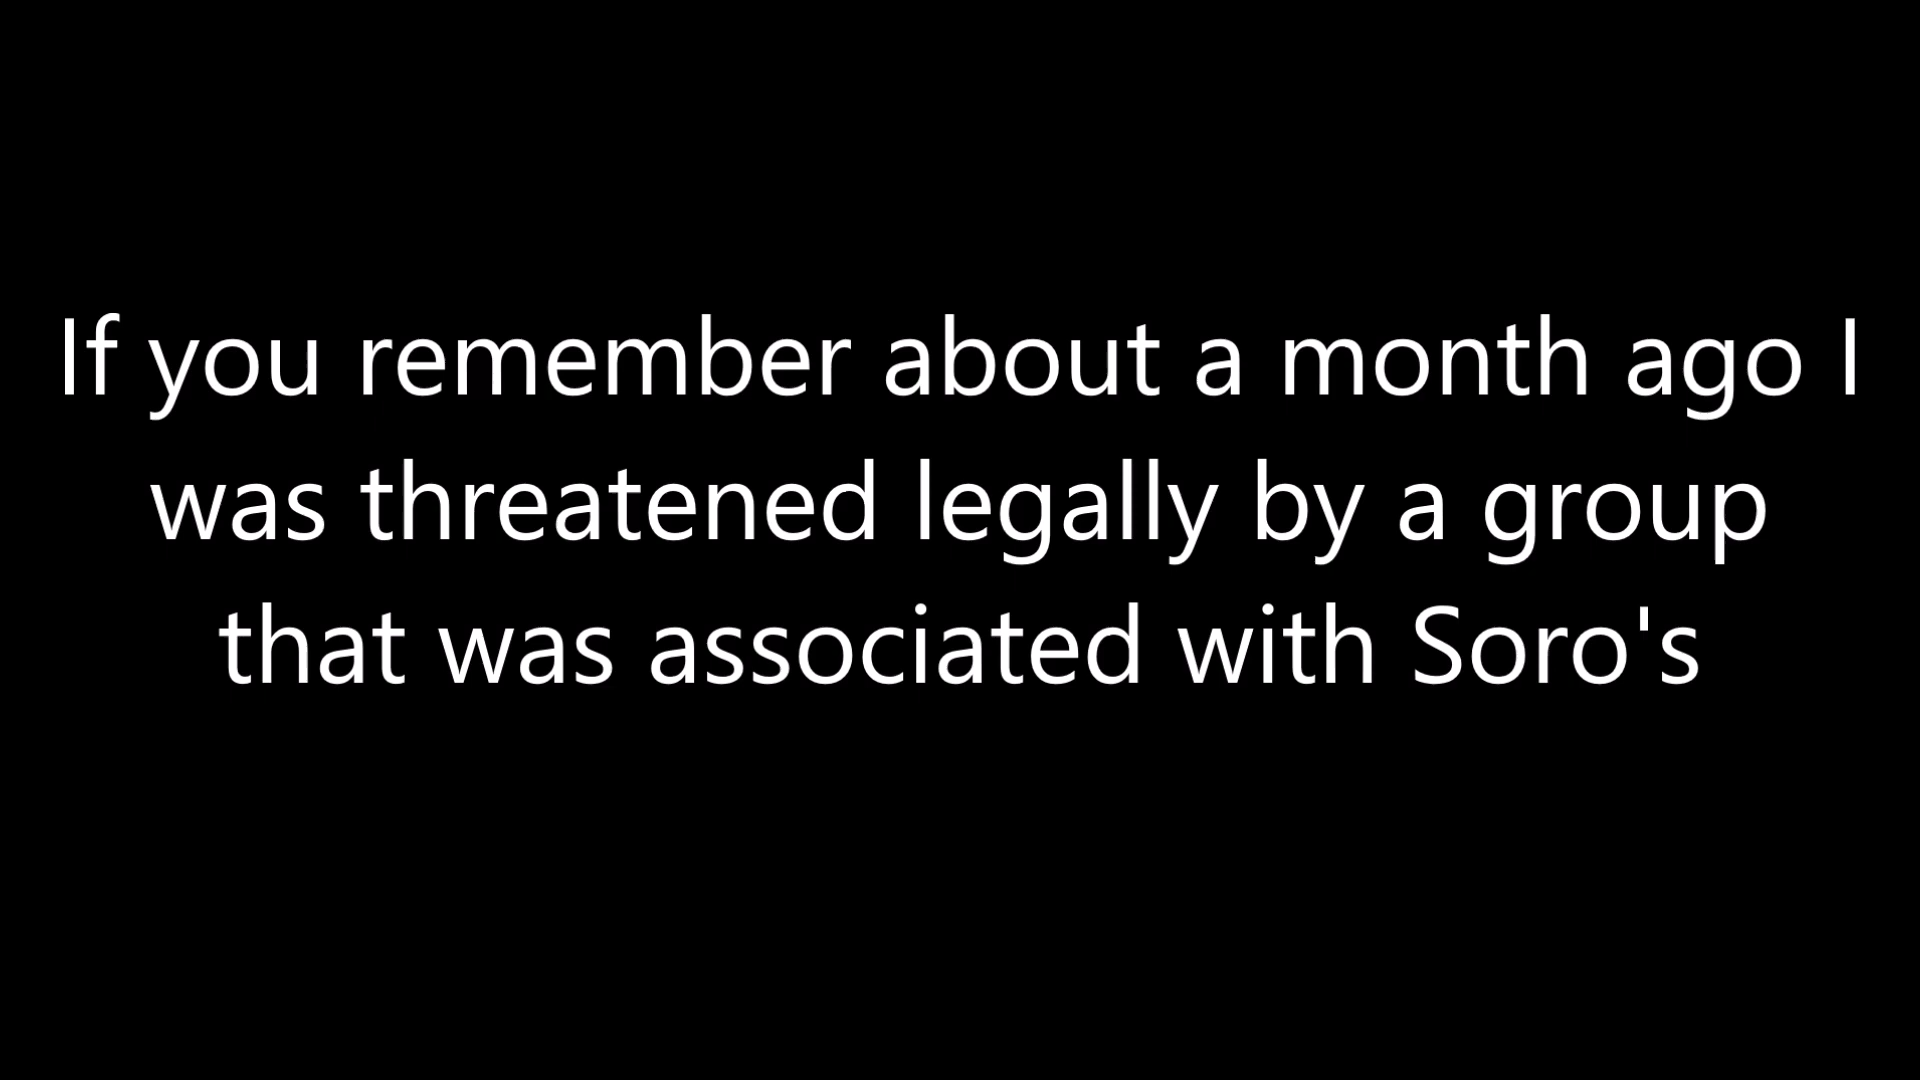 If you remember about a month ago I
was threatened legally by a group
that was associated with Soro's